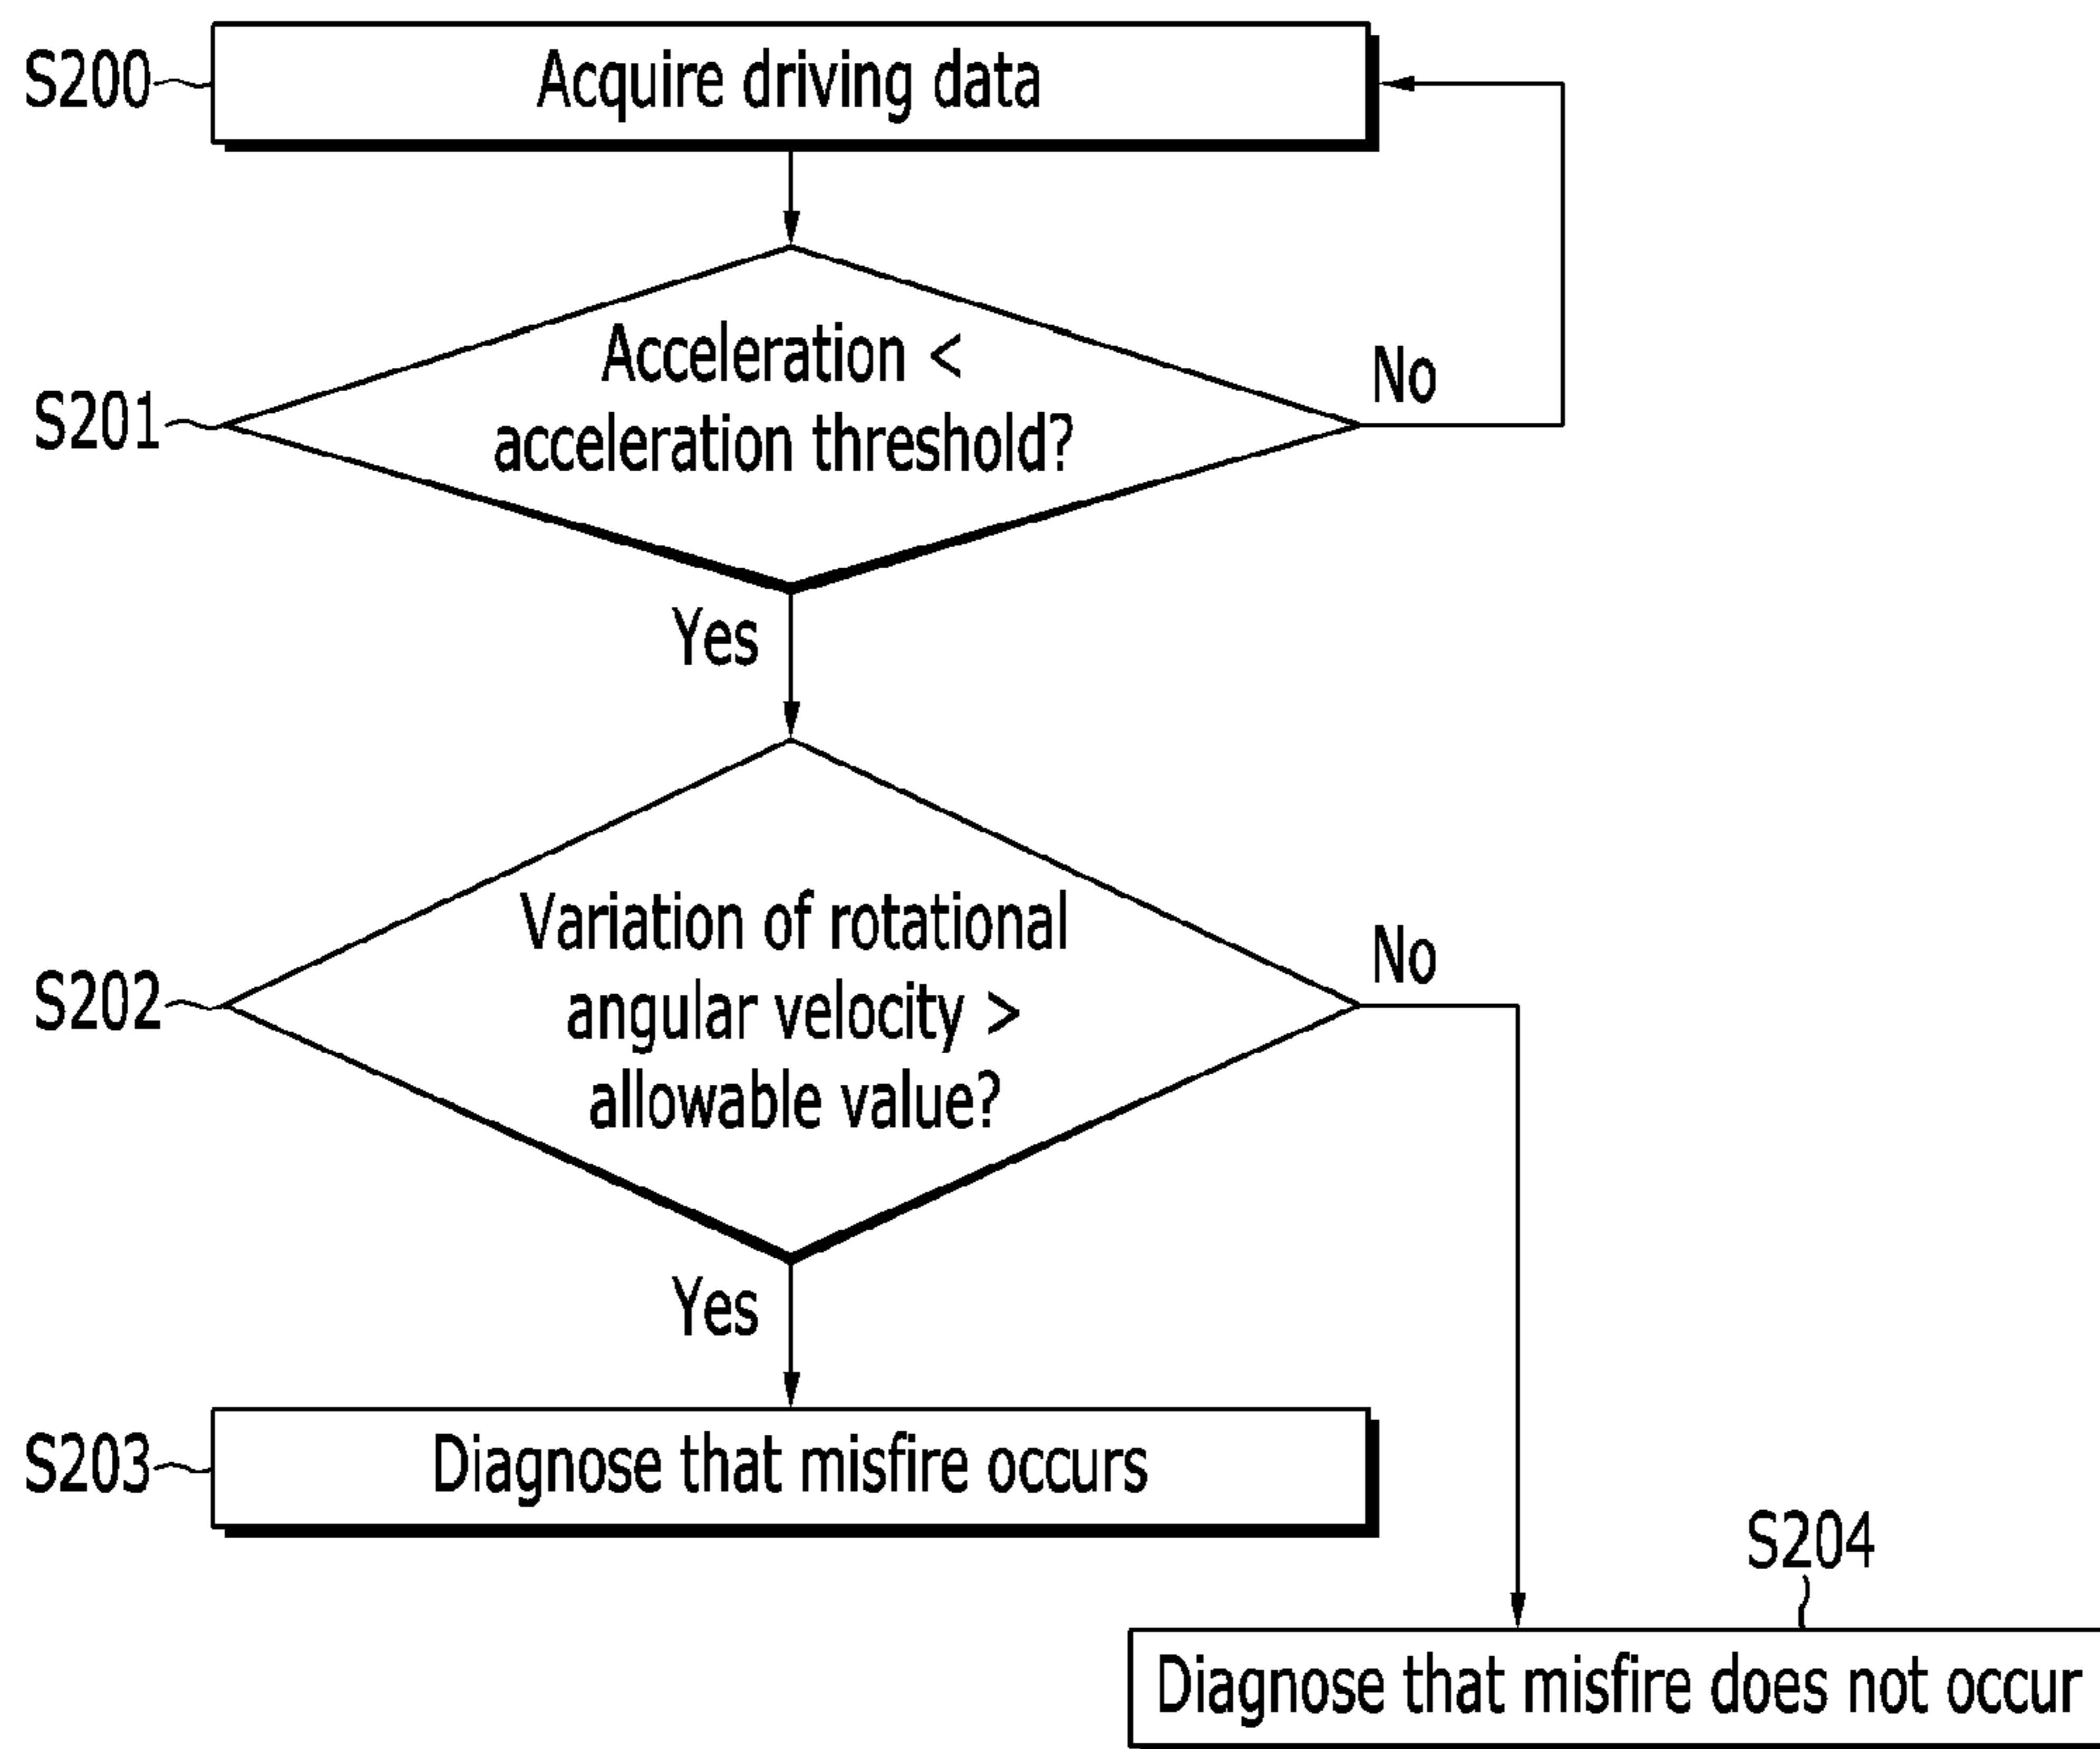 S200
Acquire driving data
S201
Acceleration <
acceleration threshold?
No
Yes
S202
Variation of rotational
angular velocity >
allowable value?
No
Yes
S203
Diagnose that misfire occurs
S204
Diagnose that misfire does not occur